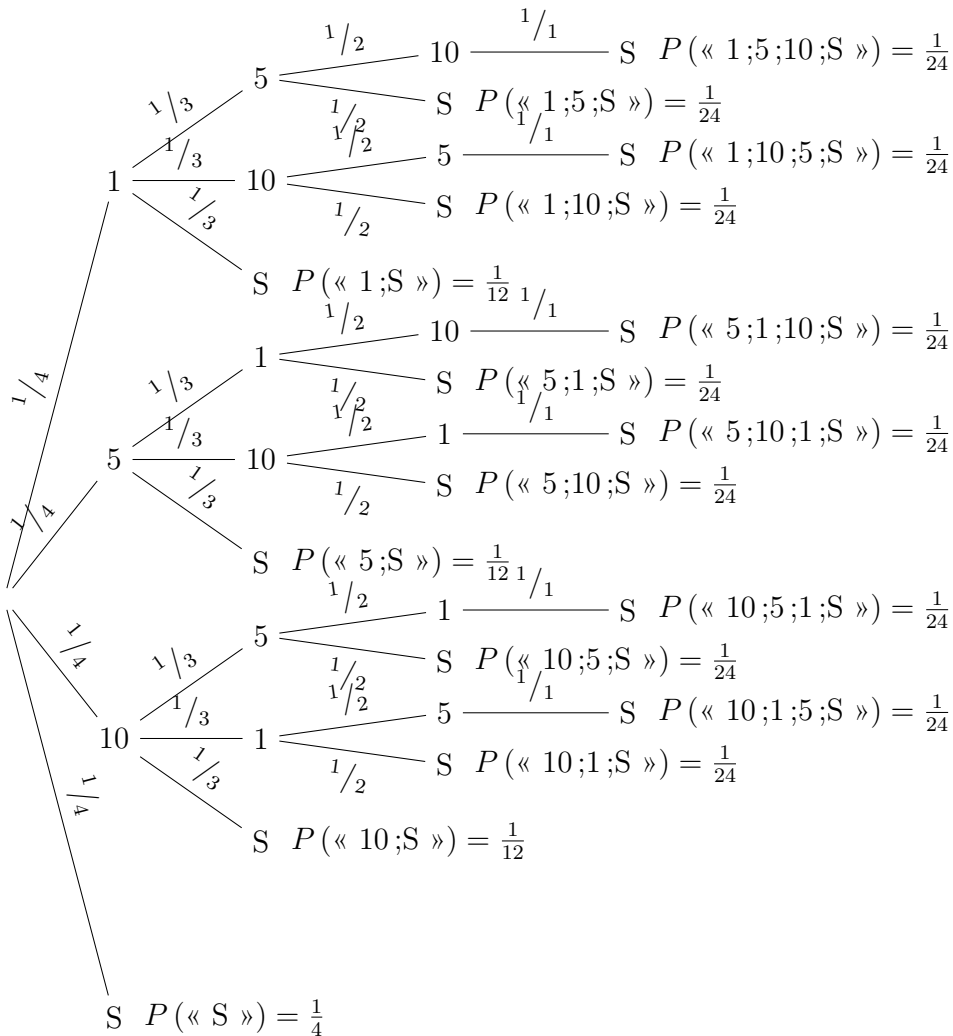 1/2 10 1/1 S P(« 1;5;10;S ») = 1/24
1/3 5 1/2 S P(« 1;5;S ») = 1/24
1/3 1/2 5 1/1 S P(« 1;10;5;S ») = 1/24
1 10 1/2 S P(« 1;10;S ») = 1/24
1/3 S P(« 1;S ») = 1/12
1/4 1/2 10 1/1 S P(« 5;1;10;S ») = 1/24
1/3 1 1/2 S P(« 5;1;S ») = 1/24
1/3 1/2 1 1/1 S P(« 5;10;1;S ») = 1/24
5 10 1/2 S P(« 5;10;S ») = 1/24
1/4 1/3 S P(« 5;S ») = 1/12
1/2 1 1/1 S P(« 10;5;1;S ») = 1/24
1/4 1/3 5 1/2 S P(« 10;5;S ») = 1/24
1/3 1/2 5 1/1 S P(« 10;1;5;S ») = 1/24
10 1 1/2 S P(« 10;1;S ») = 1/24
1/3 S P(« 10;S ») = 1/12
1/4 S P(« S ») = 1/4